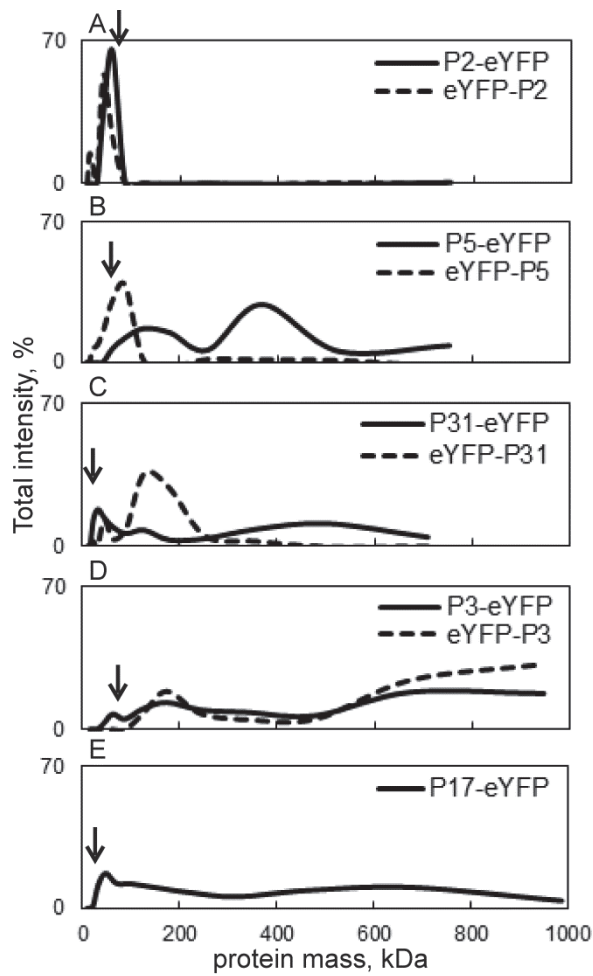 A
70
P2-eYFP
eYFP-P2
0
B
70
P5-eYFP
eYFP-P5
0
C
70
P31-eYFP
eYFP-P31
0
D
70
P3-eYFP
eYFP-P3
0
E
70
P17-eYFP
0
0 200 400 600 800 1000
protein mass, kDa
Total intensity, %